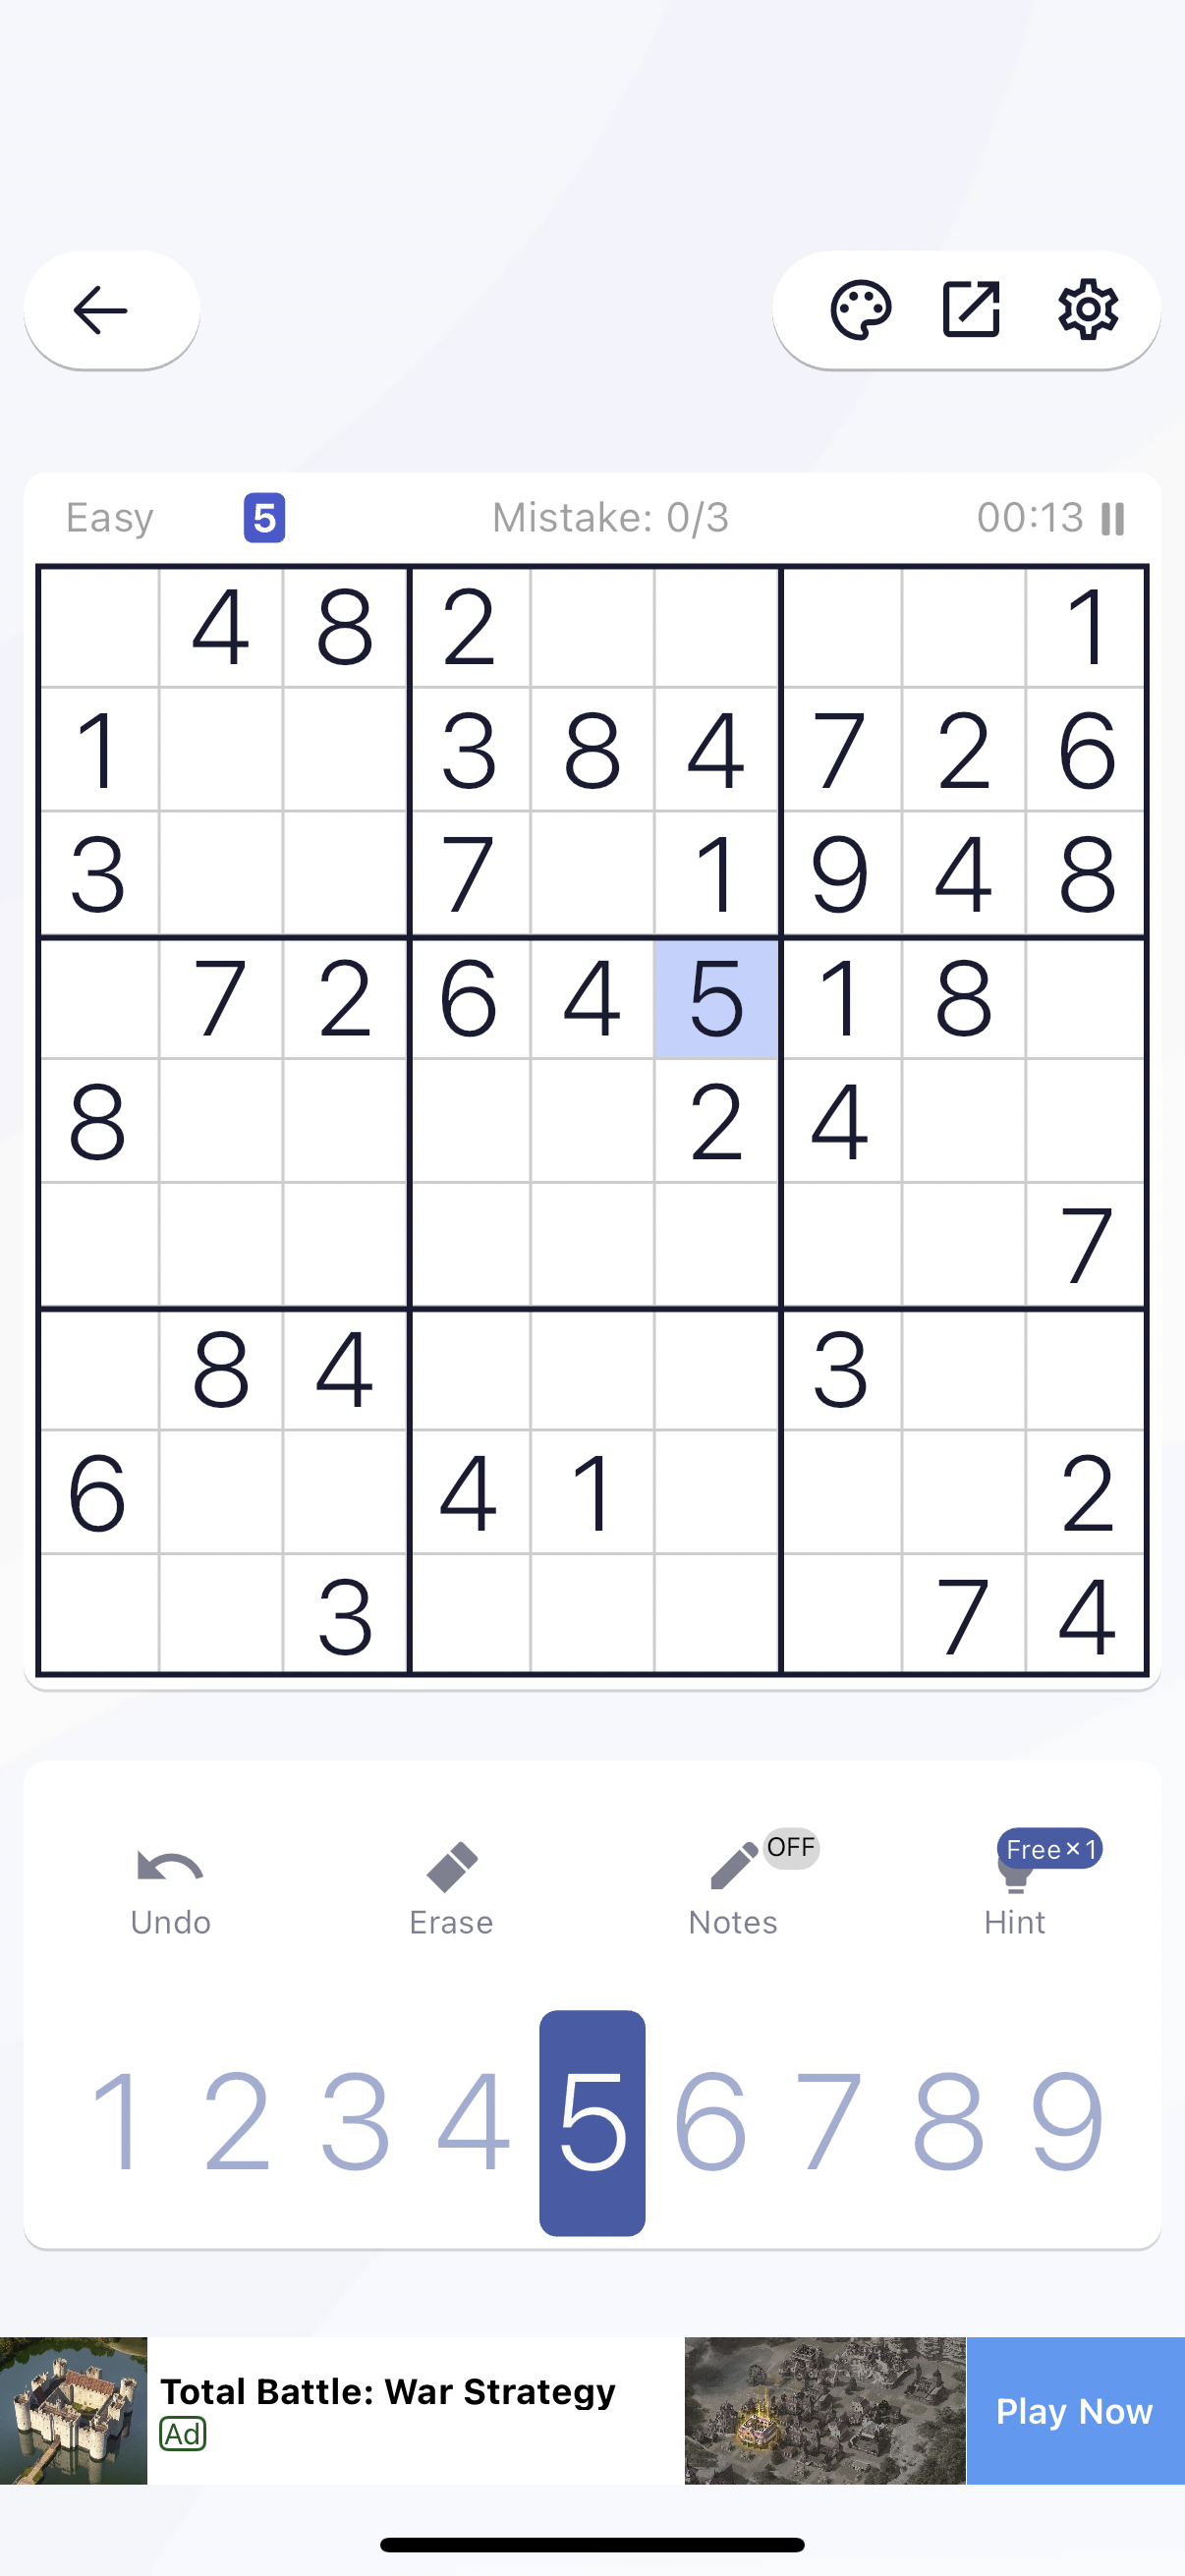 Easy 5 Mistake: 0/3 00:13
4 8 2 1
1 3 8 4 7 2 6
3 7 1 9 4 8
7 2 6 4 5 1 8
8 2 4
7
8 4 3
6 4 1 2
3 7 4
OFF Free×1
Undo Erase Notes Hint
1 2 3 4 5 6 7 8 9
Total Battle: War Strategy
Ad
Play Now